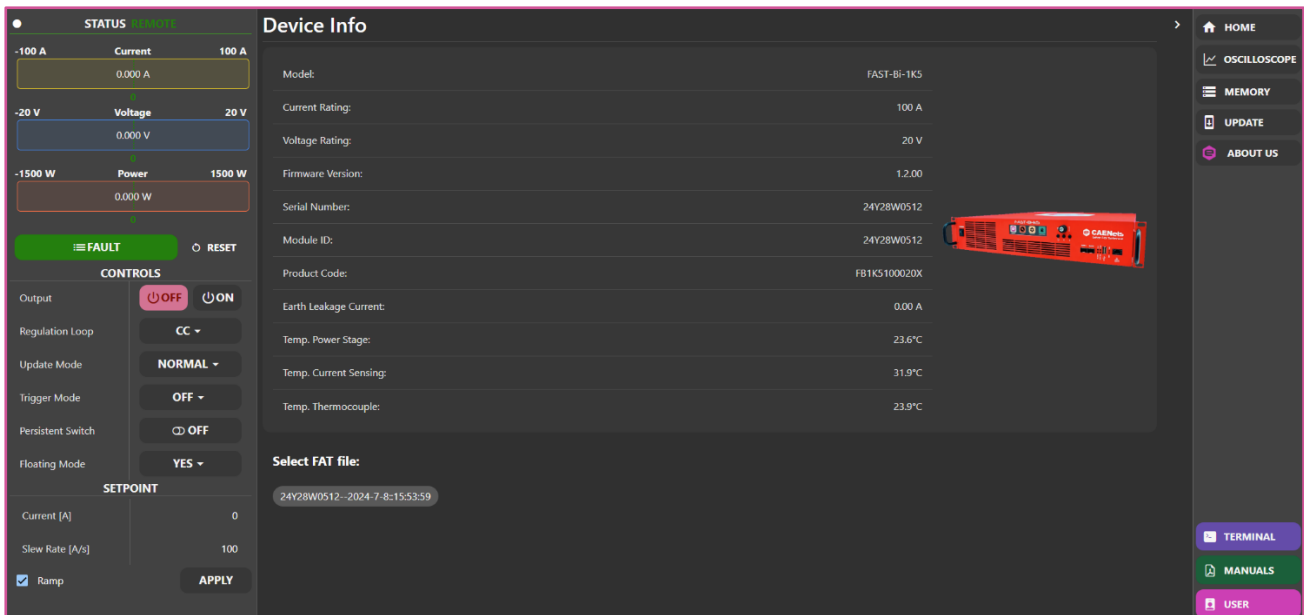 STATUS REMOTE
-100 A Current 100 A
0.000 A
0
-20 V Voltage 20 V
0.000 V
0
-1500 W Power 1500 W
0.000 W
0
FAULT RESET
CONTROLS
Output OFF ON
Regulation Loop CC
Update Mode NORMAL
Trigger Mode OFF
Persistent Switch OFF
Floating Mode YES
SETPOINT
Current [A] 0
Slew Rate [A/s] 100
Ramp APPLY
Device Info
Model: FAST-Bi-1K5
Current Rating: 100 A
Voltage Rating: 20 V
Firmware Version: 1.2.00
Serial Number: 24Y28W0512
Module ID: 24Y28W0512
Product Code: FB1K5100020X
Earth Leakage Current: 0.00 A
Temp. Power Stage: 23.6°C
Temp. Current Sensing: 31.9°C
Temp. Thermocouple: 23.9°C
CAENels
Select FAT file:
24Y28W0512--2024-7-8::15:53:59
HOME
OSCILLOSCOPE
MEMORY
UPDATE
ABOUT US
TERMINAL
MANUALS
USER